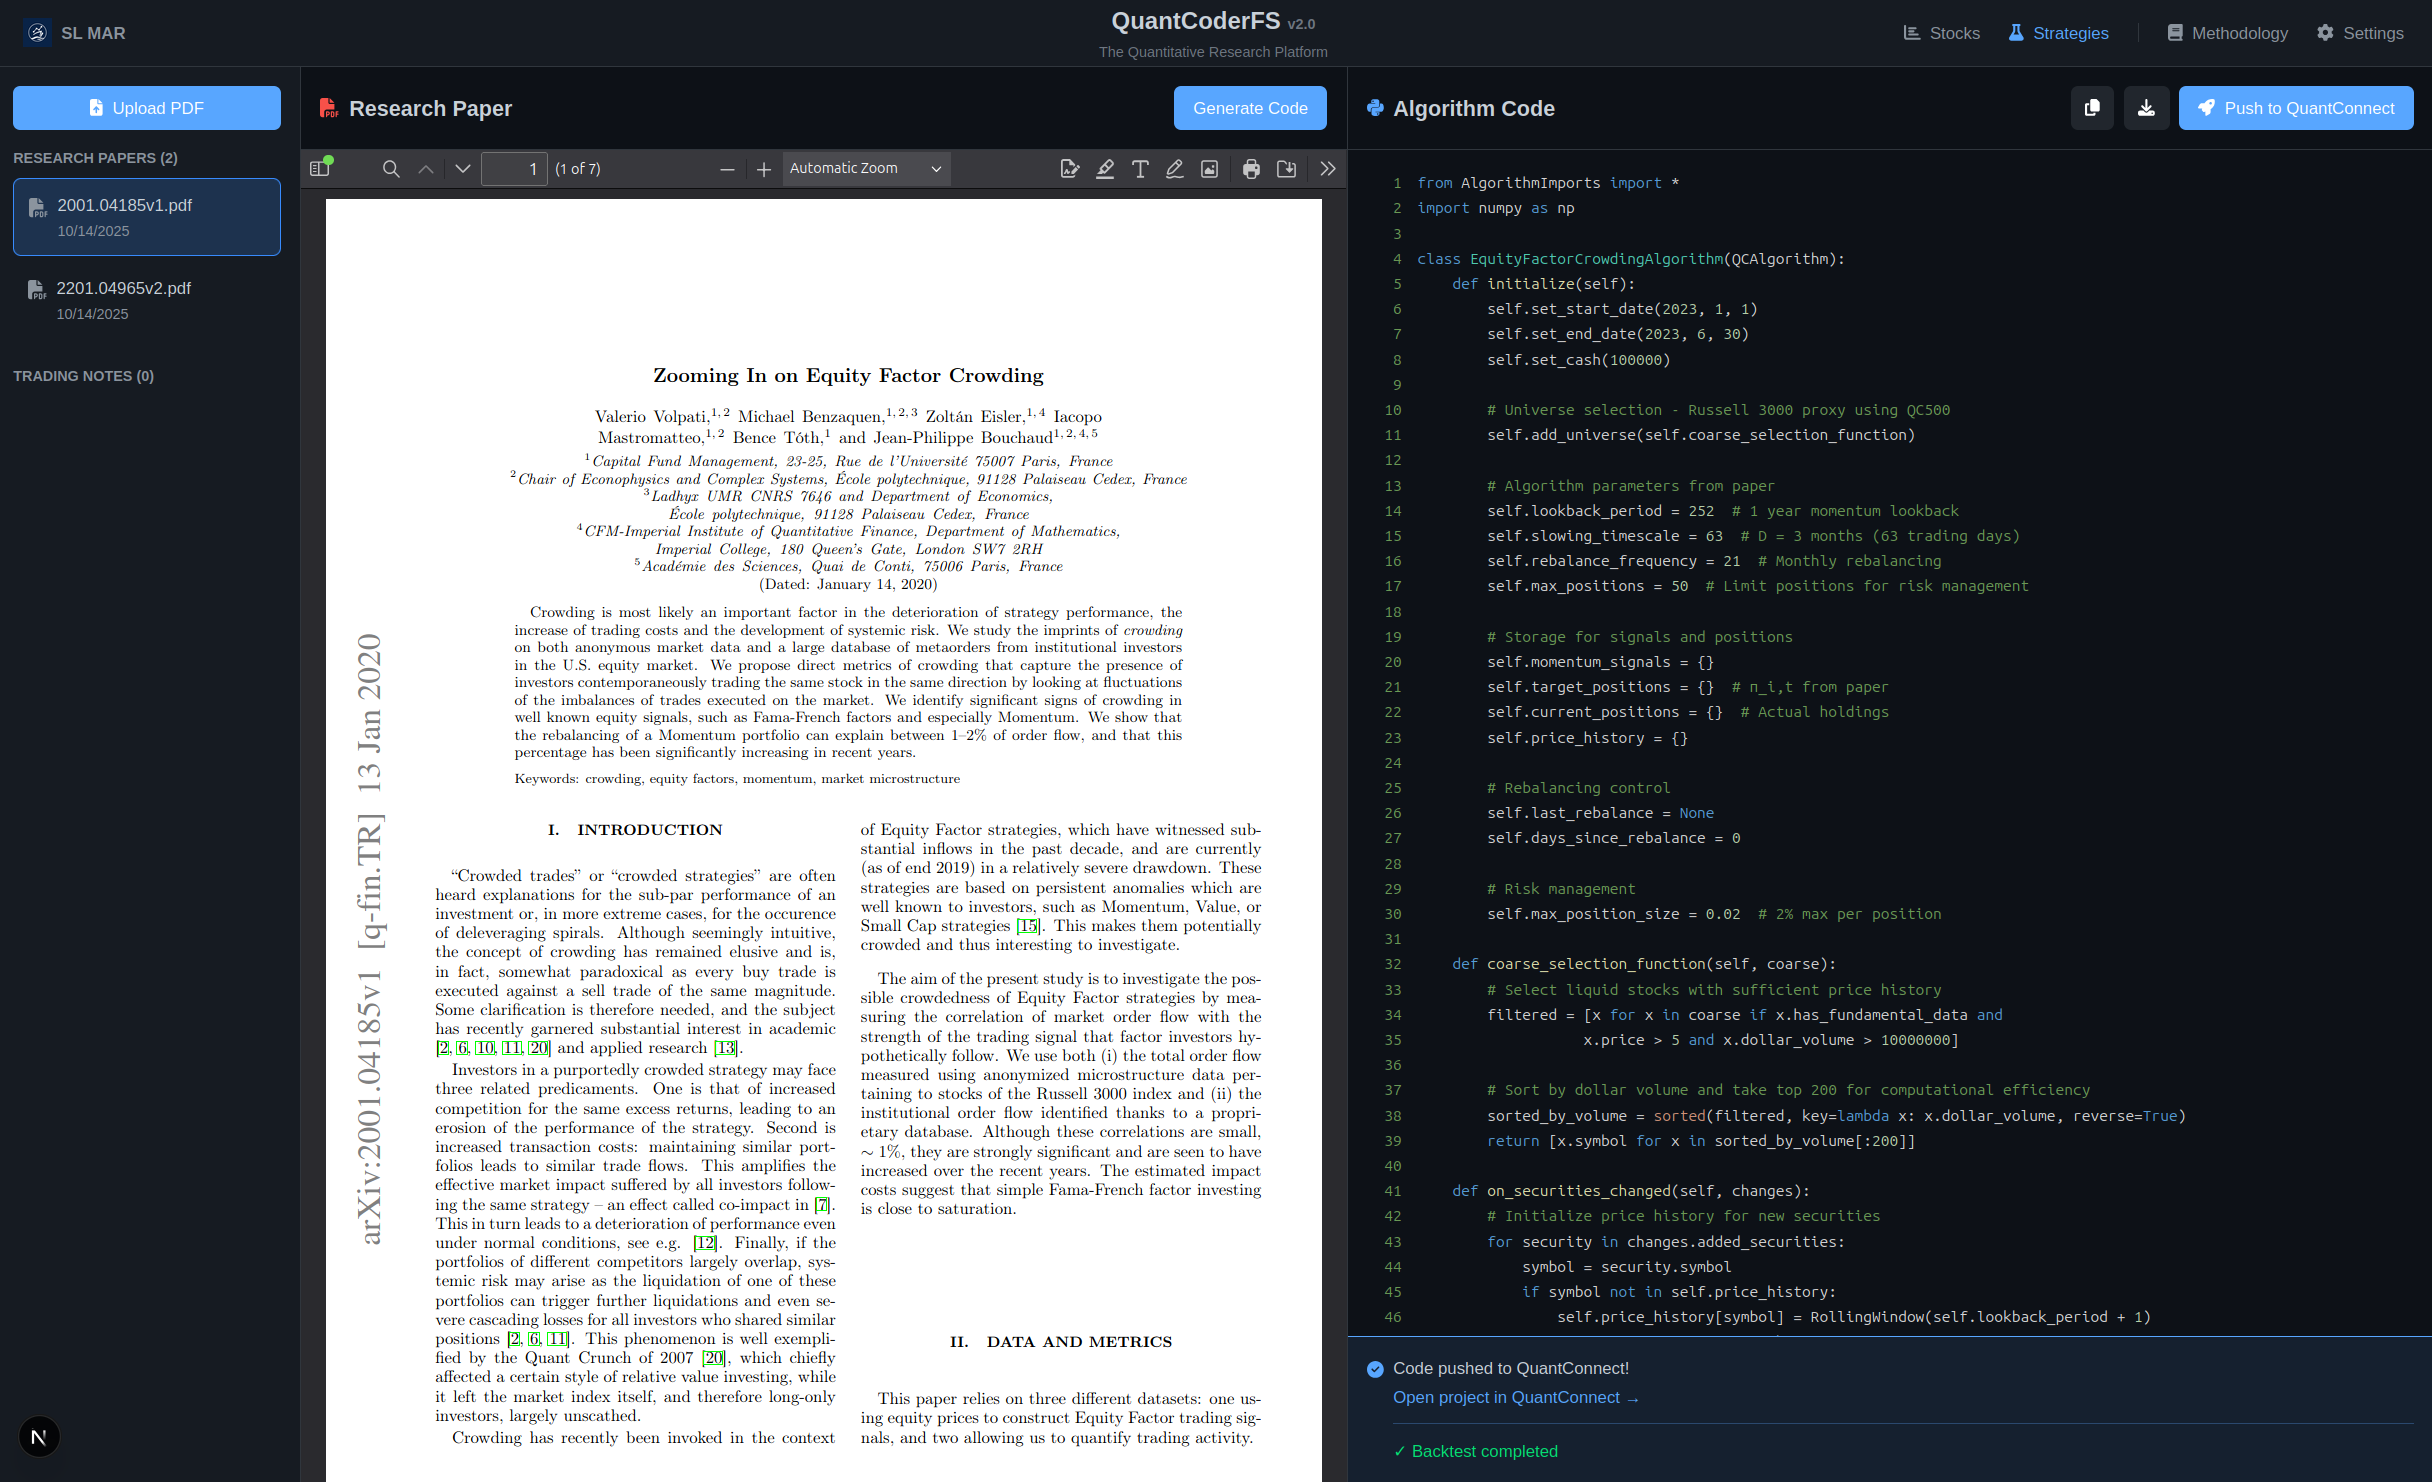 SL MAR
QuantCoderFS v2.0
The Quantitative Research Platform
Stocks
Strategies
Methodology
Settings
Upload PDF
RESEARCH PAPERS (2)
2001.04185v1.pdf
10/14/2025
2201.04965v2.pdf
10/14/2025
TRADING NOTES (0)
N
Research Paper
Generate Code
1 (1 of 7)
Automatic Zoom
arXiv:2001.04185v1 [q-fin.TR] 13 Jan 2020
Zooming In on Equity Factor Crowding
Valerio Volpati,1, 2 Michael Benzaquen,1, 2, 3 Zoltán Eisler,1, 4 Iacopo
Mastromatteo,1, 2 Bence Tóth,1 and Jean-Philippe Bouchaud1, 2, 4, 5
1Capital Fund Management, 23-25, Rue de l'Université 75007 Paris, France
2Chair of Econophysics and Complex Systems, École polytechnique, 91128 Palaiseau Cedex, France
3Ladhyx UMR CNRS 7646 and Department of Economics,
École polytechnique, 91128 Palaiseau Cedex, France
4CFM-Imperial Institute of Quantitative Finance, Department of Mathematics,
Imperial College, 180 Queen's Gate, London SW7 2RH
5Académie des Sciences, Quai de Conti, 75006 Paris, France
(Dated: January 14, 2020)
Crowding is most likely an important factor in the deterioration of strategy performance, the
increase of trading costs and the development of systemic risk. We study the imprints of crowding
on both anonymous market data and a large database of metaorders from institutional investors
in the U.S. equity market. We propose direct metrics of crowding that capture the presence of
investors contemporaneously trading the same stock in the same direction by looking at fluctuations
of the imbalances of trades executed on the market. We identify significant signs of crowding in
well known equity signals, such as Fama-French factors and especially Momentum. We show that
the rebalancing of a Momentum portfolio can explain between 1–2% of order flow, and that this
percentage has been significantly increasing in recent years.
Keywords: crowding, equity factors, momentum, market microstructure
I. INTRODUCTION
"Crowded trades" or "crowded strategies" are often
heard explanations for the sub-par performance of an
investment or, in more extreme cases, for the occurence
of deleveraging spirals. Although seemingly intuitive,
the concept of crowding has remained elusive and is,
in fact, somewhat paradoxical as every buy trade is
executed against a sell trade of the same magnitude.
Some clarification is therefore needed, and the subject
has recently garnered substantial interest in academic
[2, 6, 10, 11, 20] and applied research [13].
Investors in a purportedly crowded strategy may face
three related predicaments. One is that of increased
competition for the same excess returns, leading to an
erosion of the performance of the strategy. Second is
increased transaction costs: maintaining similar port-
folios leads to similar trade flows. This amplifies the
effective market impact suffered by all investors follow-
ing the same strategy – an effect called co-impact in [7].
This in turn leads to a deterioration of performance even
under normal conditions, see e.g. [12]. Finally, if the
portfolios of different competitors largely overlap, sys-
temic risk may arise as the liquidation of one of these
portfolios can trigger further liquidations and even se-
vere cascading losses for all investors who shared similar
positions [2, 6, 11]. This phenomenon is well exempli-
fied by the Quant Crunch of 2007 [20], which chiefly
affected a certain style of relative value investing, while
it left the market index itself, and therefore long-only
investors, largely unscathed.
Crowding has recently been invoked in the context
of Equity Factor strategies, which have witnessed sub-
stantial inflows in the past decade, and are currently
(as of end 2019) in a relatively severe drawdown. These
strategies are based on persistent anomalies which are
well known to investors, such as Momentum, Value, or
Small Cap strategies [15]. This makes them potentially
crowded and thus interesting to investigate.
The aim of the present study is to investigate the pos-
sible crowdedness of Equity Factor strategies by mea-
suring the correlation of market order flow with the
strength of the trading signal that factor investors hy-
pothetically follow. We use both (i) the total order flow
measured using anonymized microstructure data per-
taining to stocks of the Russell 3000 index and (ii) the
institutional order flow identified thanks to a propri-
etary database. Although these correlations are small,
∼ 1%, they are strongly significant and are seen to have
increased over the recent years. The estimated impact
costs suggest that simple Fama-French factor investing
is close to saturation.
II. DATA AND METRICS
This paper relies on three different datasets: one us-
ing equity prices to construct Equity Factor trading sig-
nals, and two allowing us to quantify trading activity.
Algorithm Code
Push to QuantConnect
1 from AlgorithmImports import *
2 import numpy as np
3
4 class EquityFactorCrowdingAlgorithm(QCAlgorithm):
5     def initialize(self):
6         self.set_start_date(2023, 1, 1)
7         self.set_end_date(2023, 6, 30)
8         self.set_cash(100000)
9
10         # Universe selection - Russell 3000 proxy using QC500
11         self.add_universe(self.coarse_selection_function)
12
13         # Algorithm parameters from paper
14         self.lookback_period = 252  # 1 year momentum lookback
15         self.slowing_timescale = 63  # D = 3 months (63 trading days)
16         self.rebalance_frequency = 21  # Monthly rebalancing
17         self.max_positions = 50  # Limit positions for risk management
18
19         # Storage for signals and positions
20         self.momentum_signals = {}
21         self.target_positions = {}  # π_i,t from paper
22         self.current_positions = {}  # Actual holdings
23         self.price_history = {}
24
25         # Rebalancing control
26         self.last_rebalance = None
27         self.days_since_rebalance = 0
28
29         # Risk management
30         self.max_position_size = 0.02  # 2% max per position
31
32     def coarse_selection_function(self, coarse):
33         # Select liquid stocks with sufficient price history
34         filtered = [x for x in coarse if x.has_fundamental_data and
35                    x.price > 5 and x.dollar_volume > 10000000]
36
37         # Sort by dollar volume and take top 200 for computational efficiency
38         sorted_by_volume = sorted(filtered, key=lambda x: x.dollar_volume, reverse=True)
39         return [x.symbol for x in sorted_by_volume[:200]]
40
41     def on_securities_changed(self, changes):
42         # Initialize price history for new securities
43         for security in changes.added_securities:
44             symbol = security.symbol
45             if symbol not in self.price_history:
46                 self.price_history[symbol] = RollingWindow(self.lookback_period + 1)
Code pushed to QuantConnect!
Open project in QuantConnect →
✓ Backtest completed